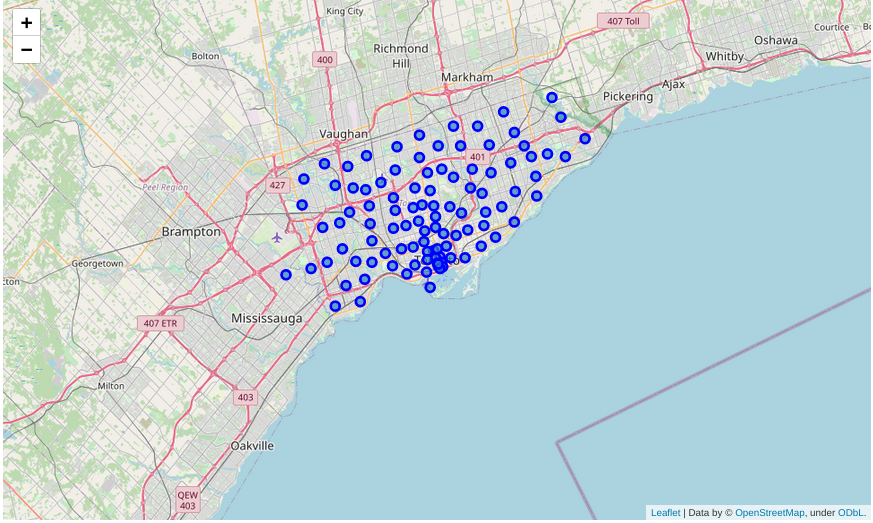 +
−
King City
407 Toll
Courtice
Oshawa
Richmond
Hill
400
Whitby
Bolton
Markham
Ajax
Pickering
Vaughan
401
427
Peel Region
Brampton
Georgetown
Mississauga
407 ETR
Milton
403
Oakville
QEW
403
Leaflet | Data by © OpenStreetMap, under ODbL.